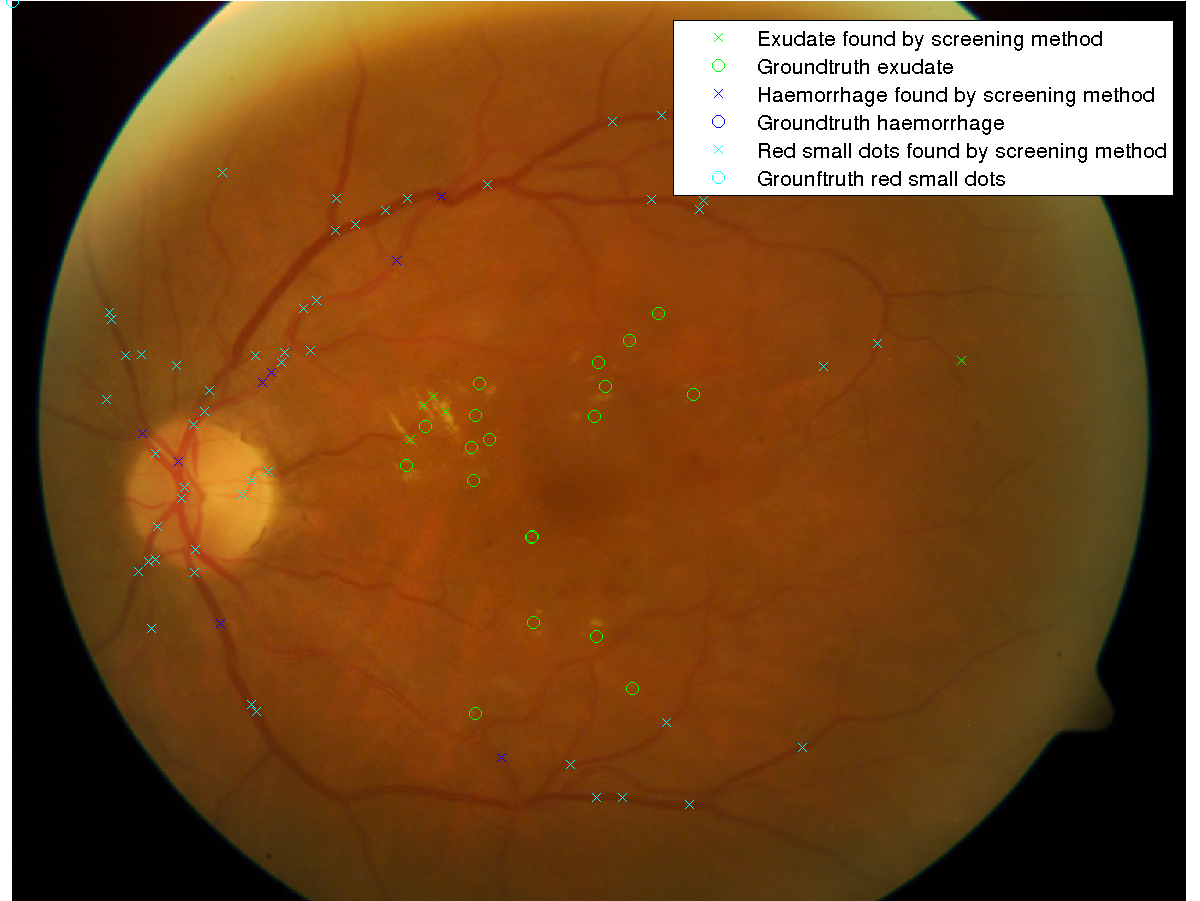 Exudate found by screening method
Groundtruth exudate
Haemorrhage found by screening method
Groundtruth haemorrhage
Red small dots found by screening method
Grounftruth red small dots